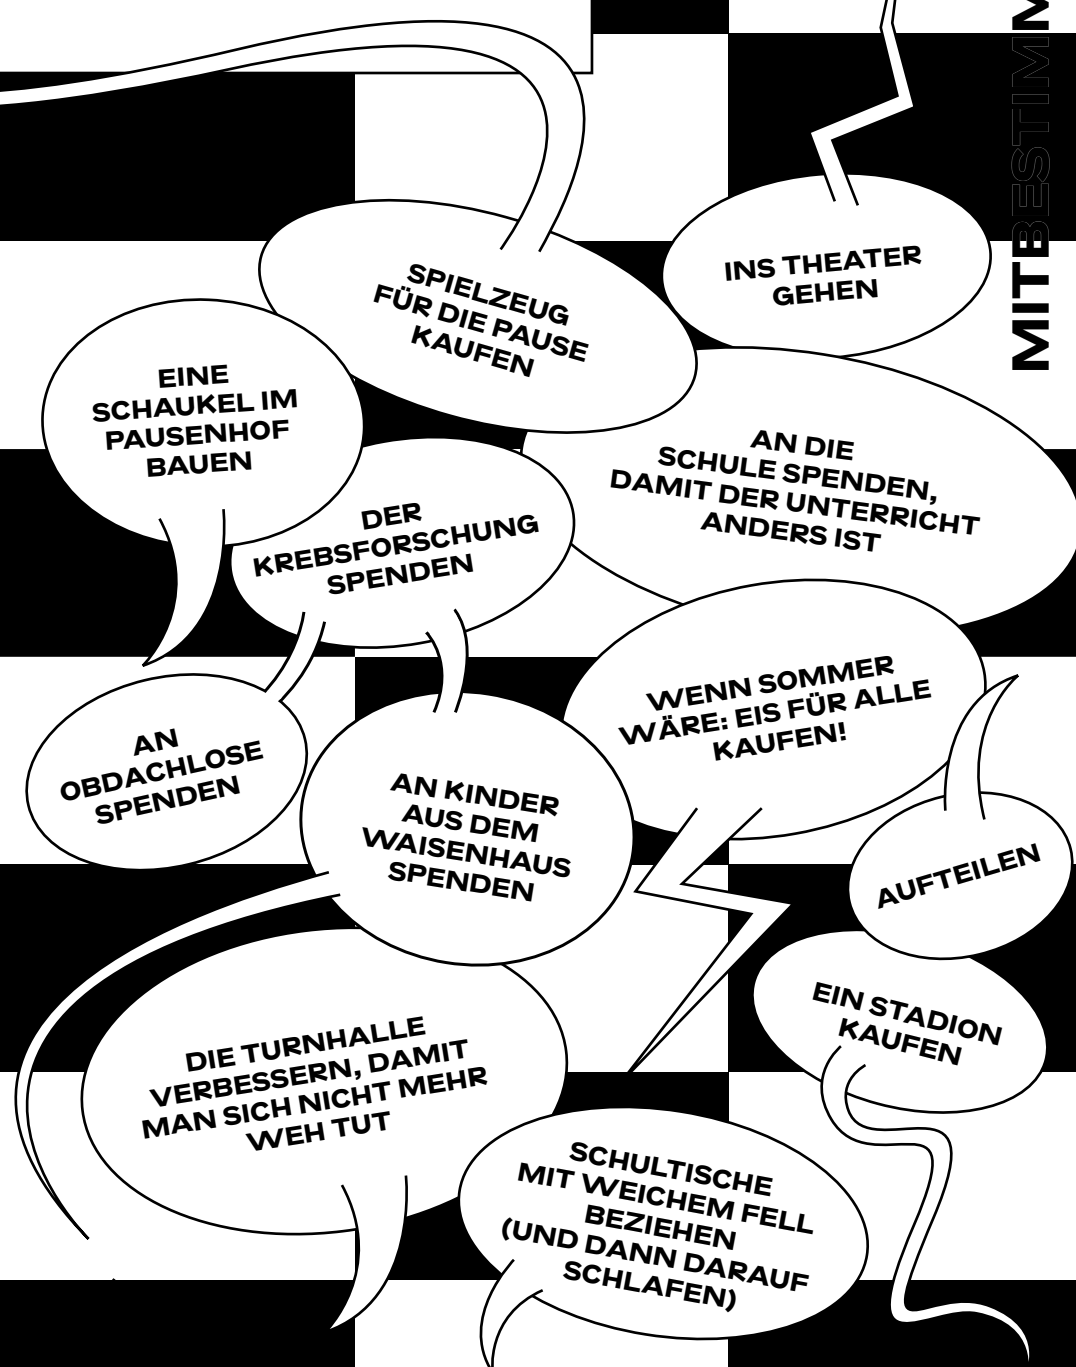 MITBESTIMM
INS THEATER
GEHEN
SPIELZEUG
FÜR DIE PAUSE
KAUFEN
EINE
SCHAUKEL IM
PAUSENHOF
BAUEN
AN DIE
SCHULE SPENDEN,
DAMIT DER UNTERRICHT
ANDERS IST
DER
KREBSFORSCHUNG
SPENDEN
WENN SOMMER
WÄRE: EIS FÜR ALLE
KAUFEN!
AN
OBDACHLOSE
SPENDEN
AN KINDER
AUS DEM
WAISENHAUS
SPENDEN
AUFTEILEN
EIN STADION
KAUFEN
DIE TURNHALLE
VERBESSERN, DAMIT
MAN SICH NICHT MEHR
WEH TUT
SCHULTISCHE
MIT WEICHEM FELL
BEZIEHEN
(UND DANN DARAUF
SCHLAFEN)